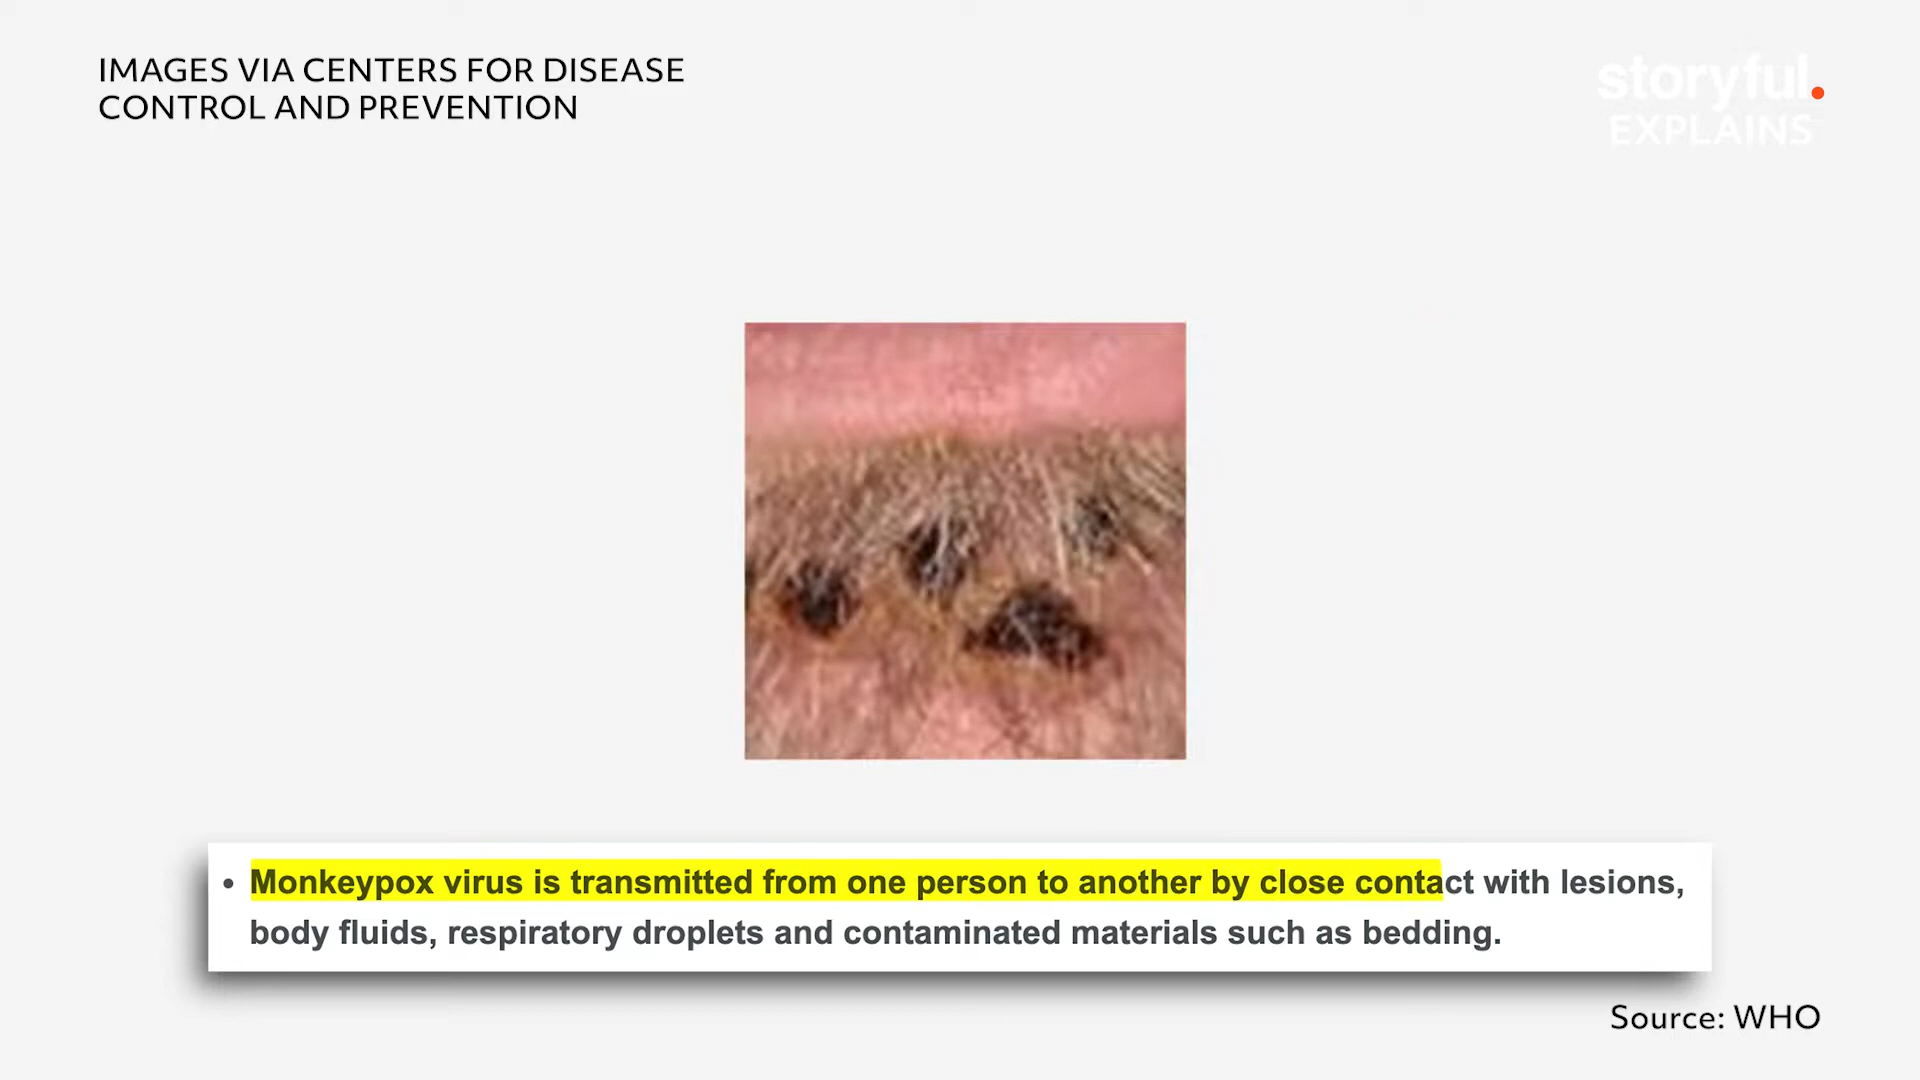 IMAGES VIA CENTERS FOR DISEASE
CONTROL AND PREVENTION
storyful.
EXPLAINS
• Monkeypox virus is transmitted from one person to another by close contact with lesions,
body fluids, respiratory droplets and contaminated materials such as bedding.
Source: WHO